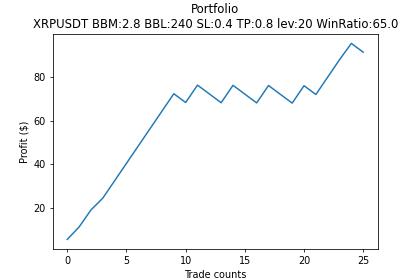 Portfolio
XRPUSDT BBM:2.8 BBL:240 SL:0.4 TP:0.8 lev:20 WinRatio:65.0
80
60
40
20
Profit ($)
0 5 10 15 20 25
Trade counts